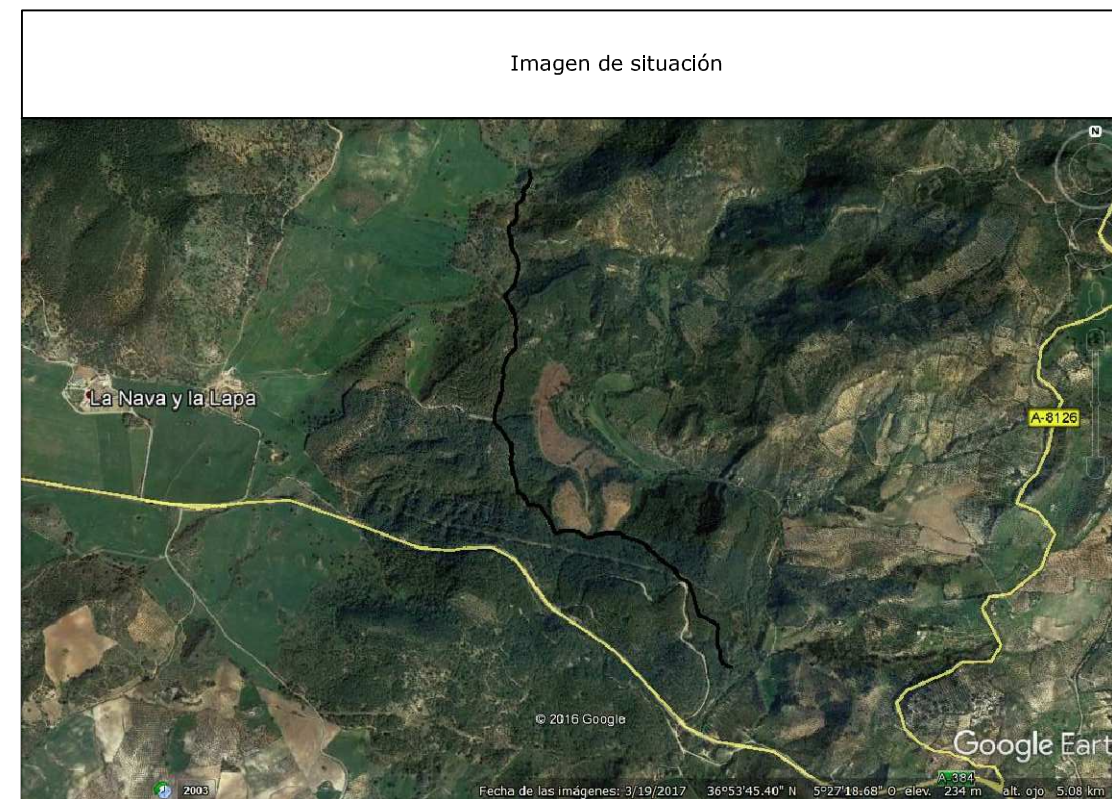 Imagen de situación
N
La Nava y la Lapa
A-8126
© 2016 Google
Google Eart
A-384
2003
Fecha de las imágenes: 3/19/2017 36°53'45.40" N 5°27'18.68" O elev. 234 m alt. ojo 5.08 km